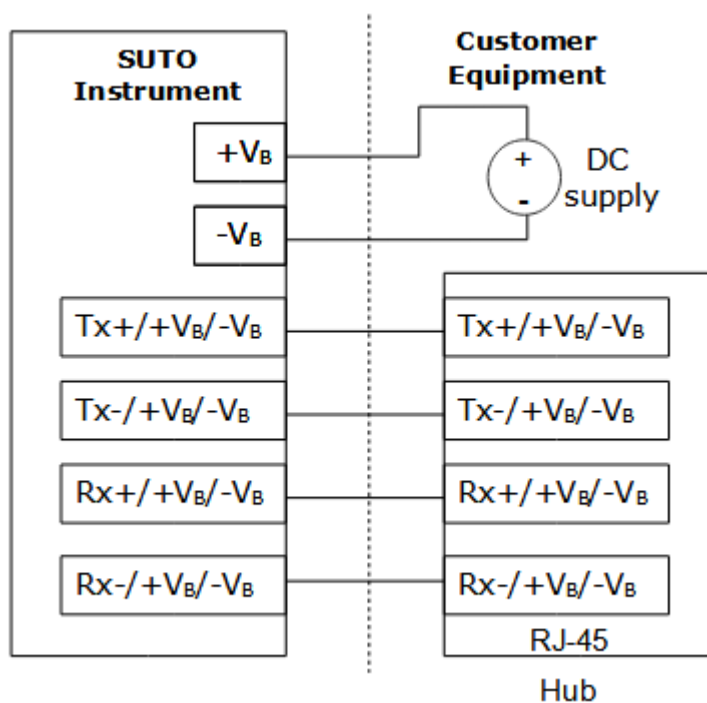 SUTO
Instrument
Customer
Equipment
+VB
-VB
+
-
DC
supply
Tx+/+VB/-VB
Tx-/+VB/-VB
Rx+/+VB/-VB
Rx-/+VB/-VB
Tx+/+VB/-VB
Tx-/+VB/-VB
Rx+/+VB/-VB
Rx-/+VB/-VB
RJ-45
Hub